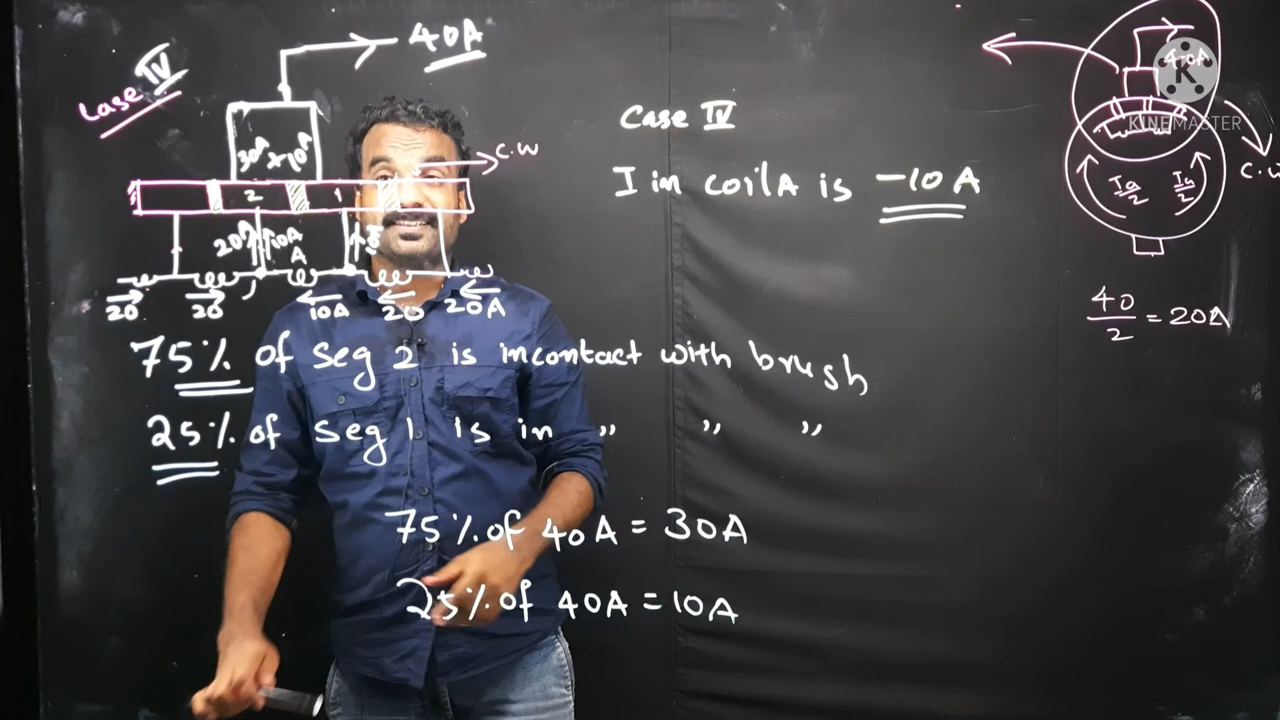 Case IV
40A
30A 10A
C.W
2 1
20 10A
A
20 20 10A 20 20A
75% of Seg 2 is incontact with brush
25% of Seg 1 is in " " "
75% of 40A = 30A
25% of 40A = 10A
Case IV
I in coil A is -10 A
40A
KINEMASTER
C.W
Ia/2 Ia/2
40/2 = 20A